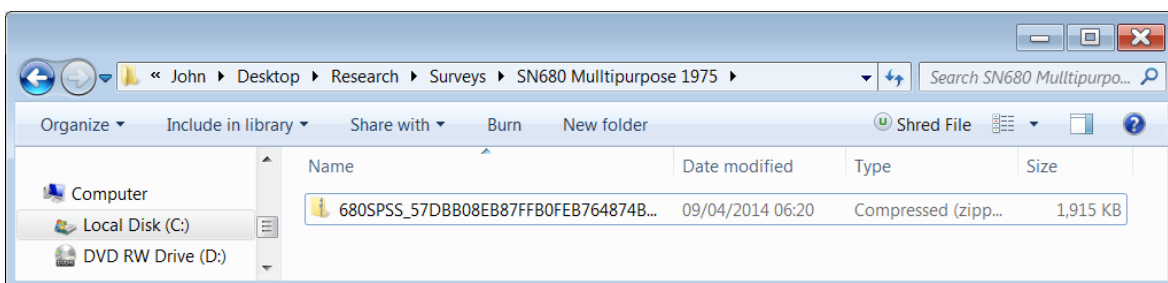 « John Desktop Research Surveys SN680 Mulltipurpose 1975 Search SN680 Mulltipurpo...
Organize Include in library Share with Burn New folder Shred File
Name Date modified Type Size
Computer
680SPSS_57DBB08EB87FFB0FEB764874B... 09/04/2014 06:20 Compressed (zipp... 1,915 KB
Local Disk (C:)
DVD RW Drive (D:)